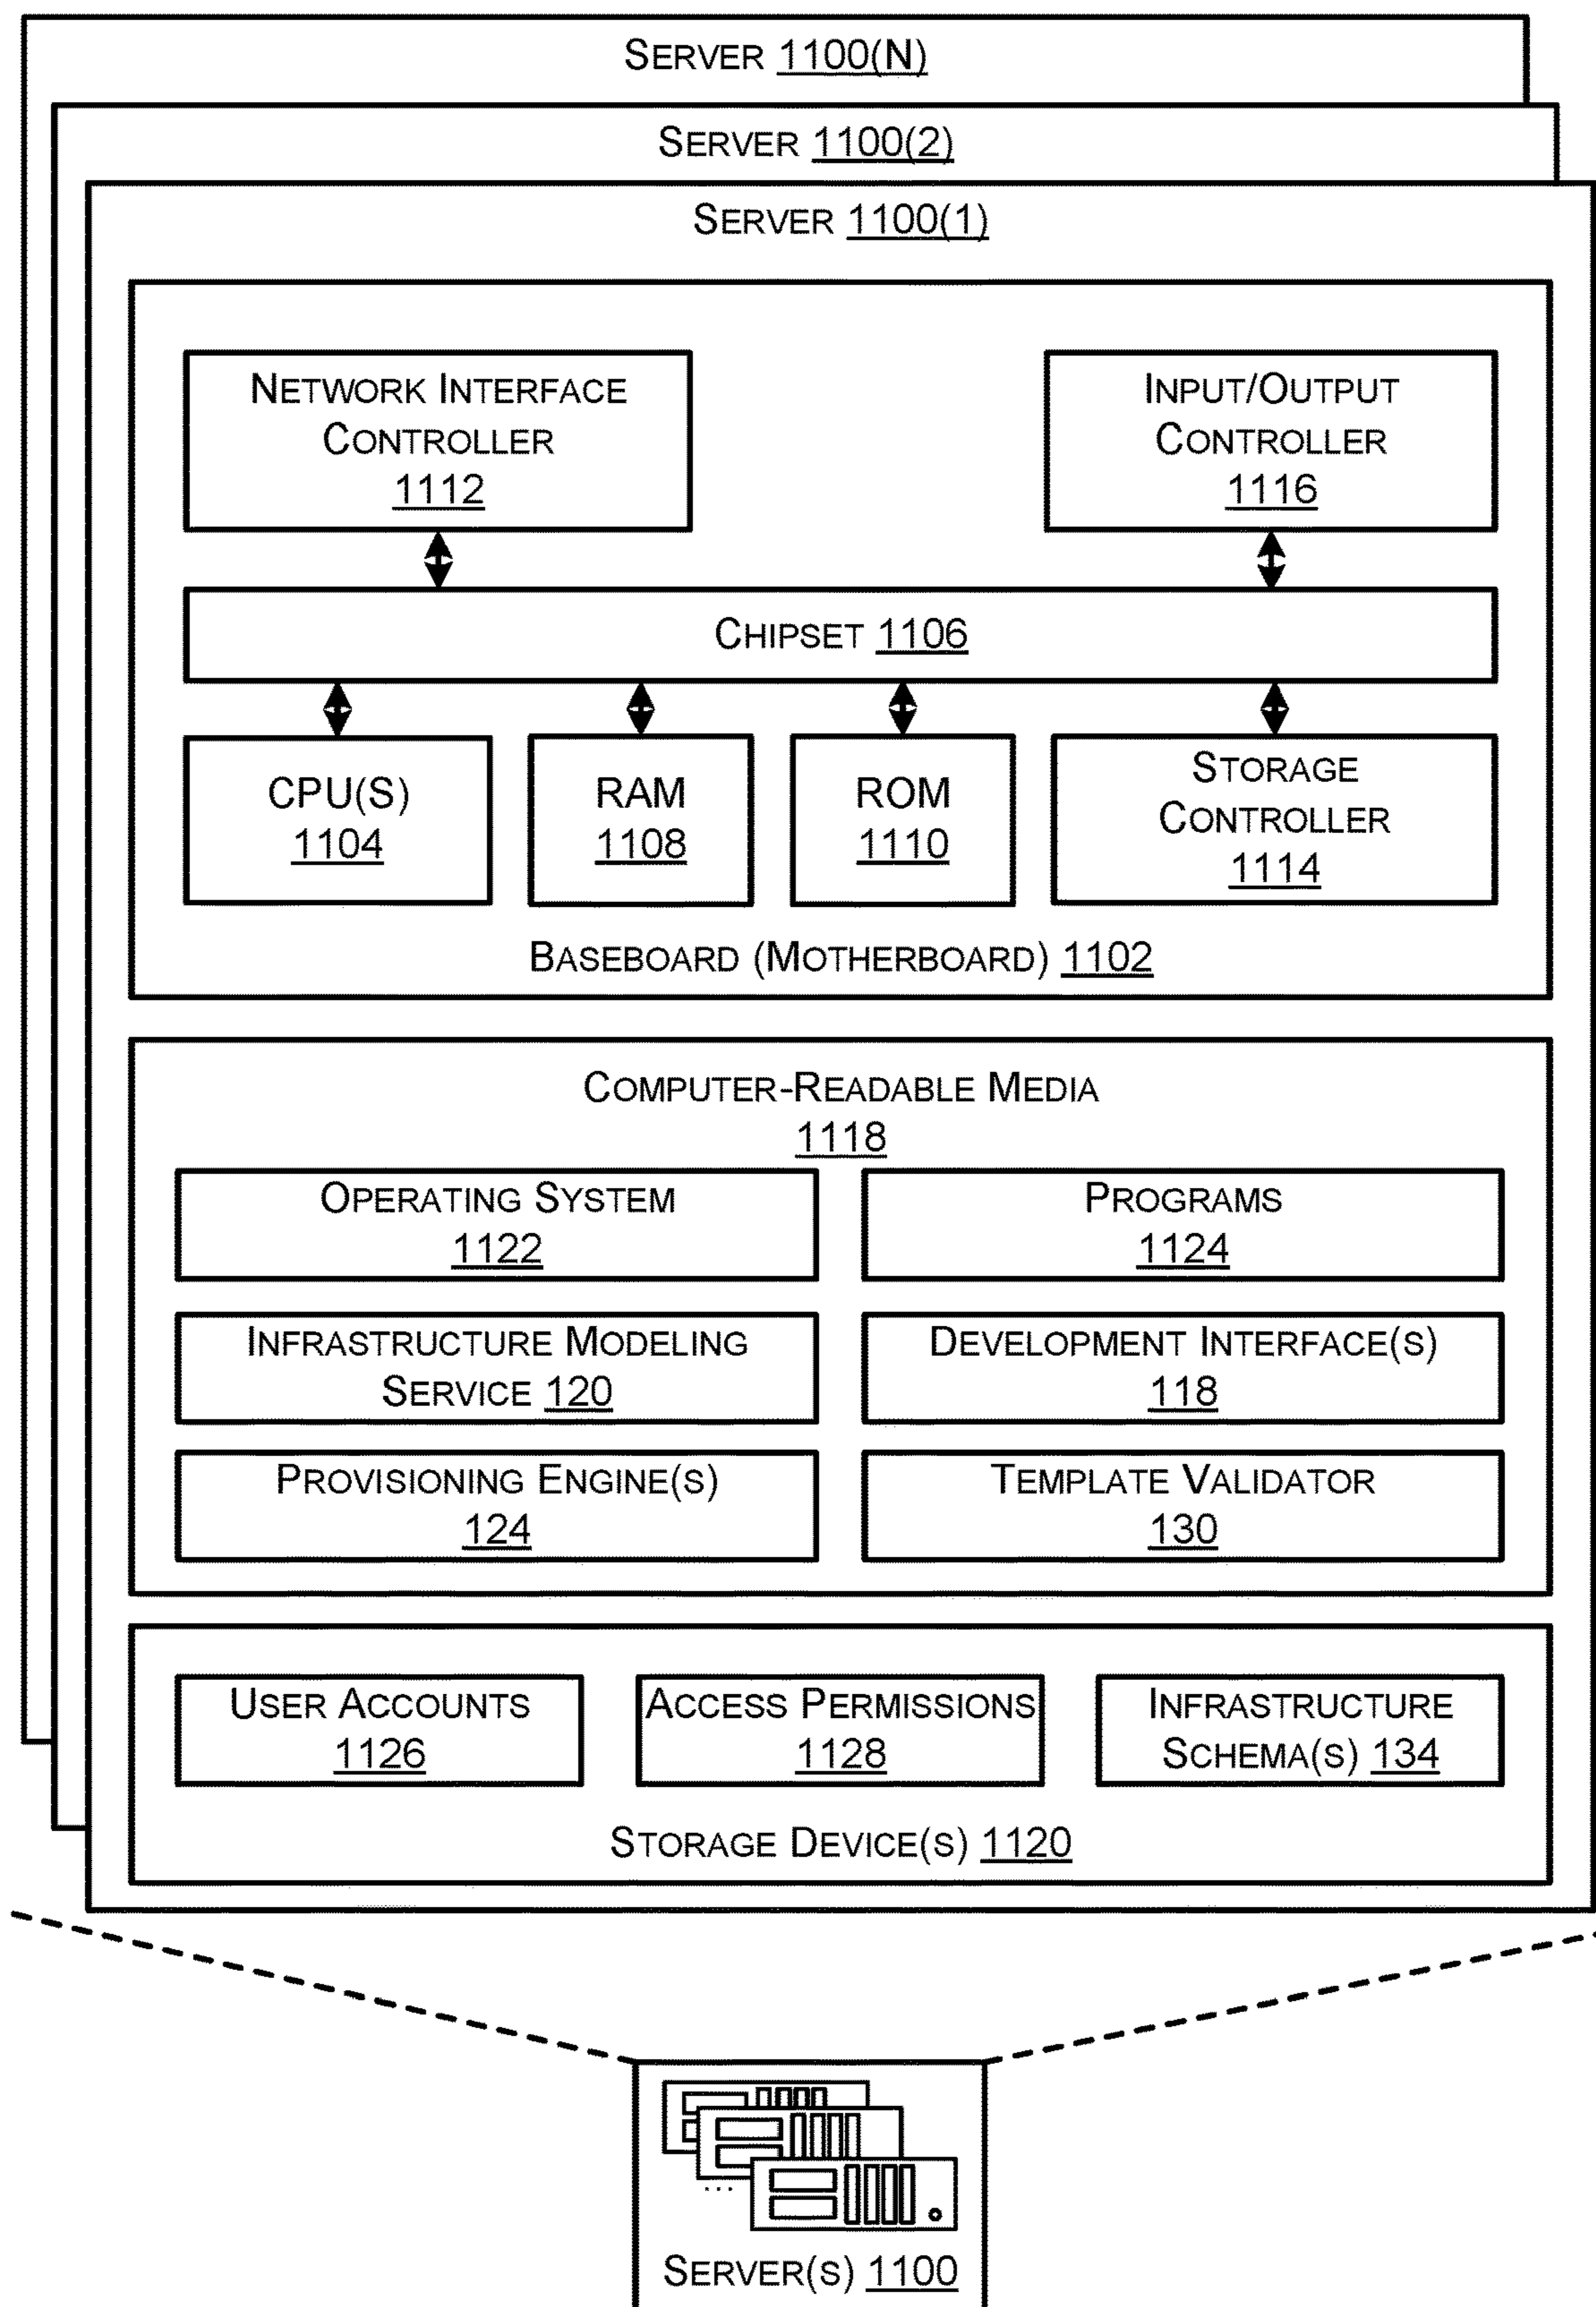 SERVER 1100(N)
SERVER 1100(2)
SERVER 1100(1)
NETWORK INTERFACE
CONTROLLER
1112
INPUT/OUTPUT
CONTROLLER
1116
CHIPSET 1106
CPU(S)
1104
RAM
1108
ROM
1110
STORAGE
CONTROLLER
1114
BASEBOARD (MOTHERBOARD) 1102
COMPUTER-READABLE MEDIA
1118
OPERATING SYSTEM
1122
PROGRAMS
1124
INFRASTRUCTURE MODELING
SERVICE 120
DEVELOPMENT INTERFACE(S)
118
PROVISIONING ENGINE(S)
124
TEMPLATE VALIDATOR
130
USER ACCOUNTS
1126
ACCESS PERMISSIONS
1128
INFRASTRUCTURE
SCHEMA(S) 134
STORAGE DEVICE(S) 1120
...
SERVER(S) 1100